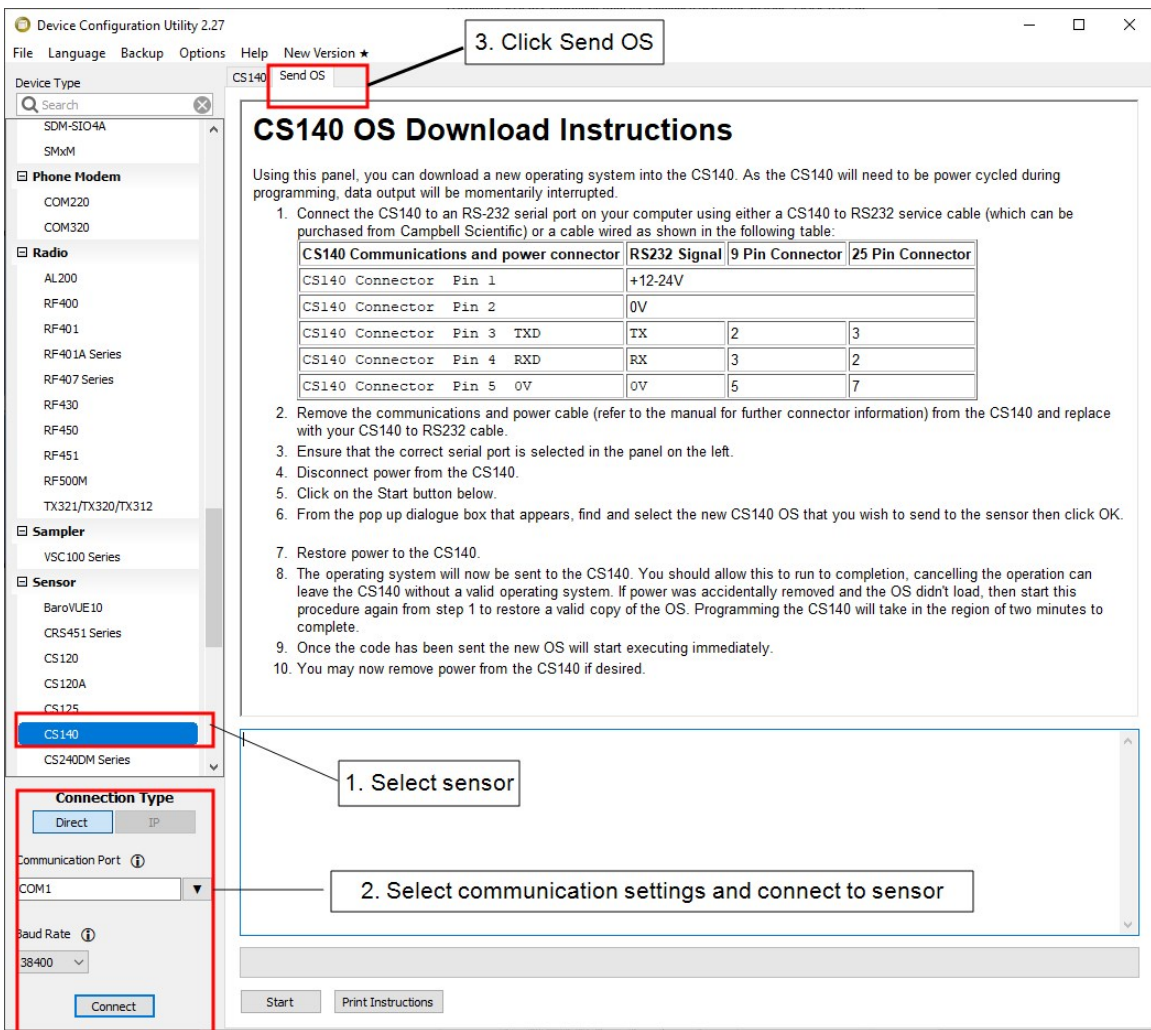 Device Configuration Utility 2.27
3. Click Send OS
File Language Backup Options Help New Version ★
Device Type
CS140 Send OS
Search
SDM-SIO4A
SMxM
Phone Modem
COM220
COM320
Radio
AL200
RF400
RF401
RF401A Series
RF407 Series
RF430
RF450
RF451
RF500M
TX321/TX320/TX312
Sampler
VSC100 Series
Sensor
BaroVUE10
CRS451 Series
CS120
CS120A
CS125
CS140
CS240DM Series
Connection Type
Direct IP
Communication Port
COM1
Baud Rate
38400
Connect
CS140 OS Download Instructions
Using this panel, you can download a new operating system into the CS140. As the CS140 will need to be power cycled during
programming, data output will be momentarily interrupted.
1. Connect the CS140 to an RS-232 serial port on your computer using either a CS140 to RS232 service cable (which can be
purchased from Campbell Scientific) or a cable wired as shown in the following table:
CS140 Communications and power connector RS232 Signal 9 Pin Connector 25 Pin Connector
CS140 Connector Pin 1 +12-24V
CS140 Connector Pin 2 0V
CS140 Connector Pin 3 TXD TX 2 3
CS140 Connector Pin 4 RXD RX 3 2
CS140 Connector Pin 5 0V 0V 5 7
2. Remove the communications and power cable (refer to the manual for further connector information) from the CS140 and replace
with your CS140 to RS232 cable.
3. Ensure that the correct serial port is selected in the panel on the left.
4. Disconnect power from the CS140.
5. Click on the Start button below.
6. From the pop up dialogue box that appears, find and select the new CS140 OS that you wish to send to the sensor then click OK.
7. Restore power to the CS140.
8. The operating system will now be sent to the CS140. You should allow this to run to completion, cancelling the operation can
leave the CS140 without a valid operating system. If power was accidentally removed and the OS didn't load, then start this
procedure again from step 1 to restore a valid copy of the OS. Programming the CS140 will take in the region of two minutes to
complete.
9. Once the code has been sent the new OS will start executing immediately.
10. You may now remove power from the CS140 if desired.
1. Select sensor
2. Select communication settings and connect to sensor
Start Print Instructions